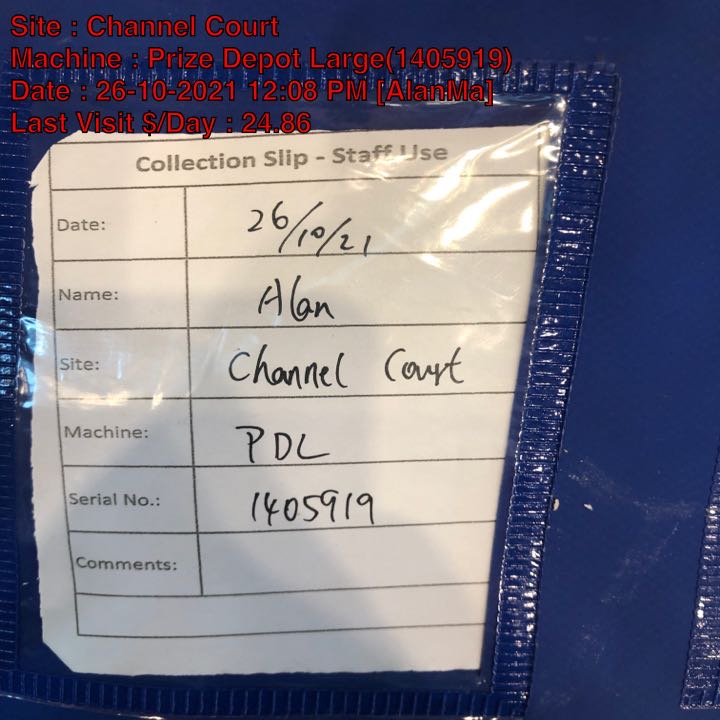 Site : Channel Court
Machine : Prize Depot Large(1405919)
Date : 26-10-2021 12:08 PM [AlanMa]
Last Visit $/Day : 24.86
Collection Slip - Staff Use
Date: 26/10/21
Name: Alan
Site: Channel Court
Machine: PDL
Serial No.: 1405919
Comments: